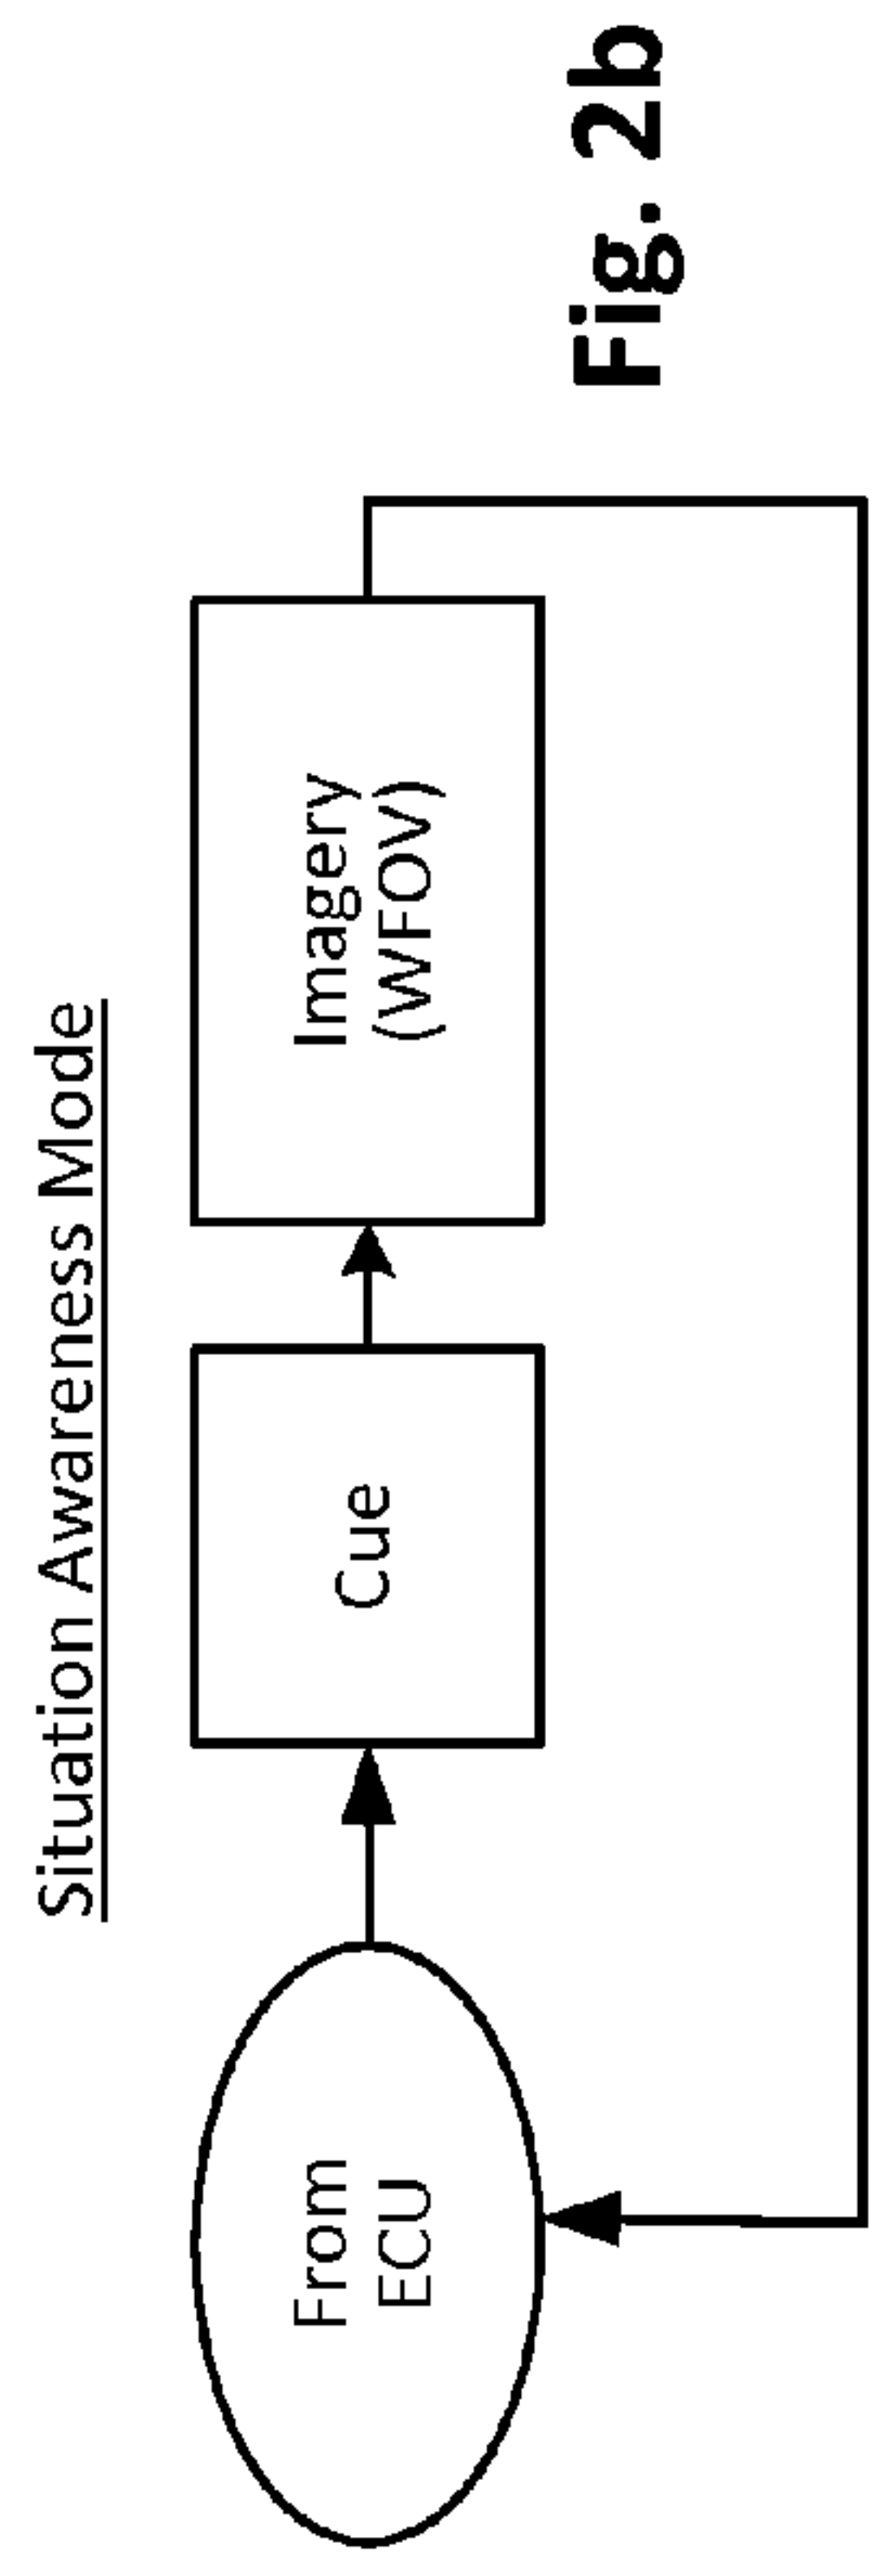 Situation Awareness Mode
From
ECU
Cue
Imagery
(WFOV)
Fig. 2b